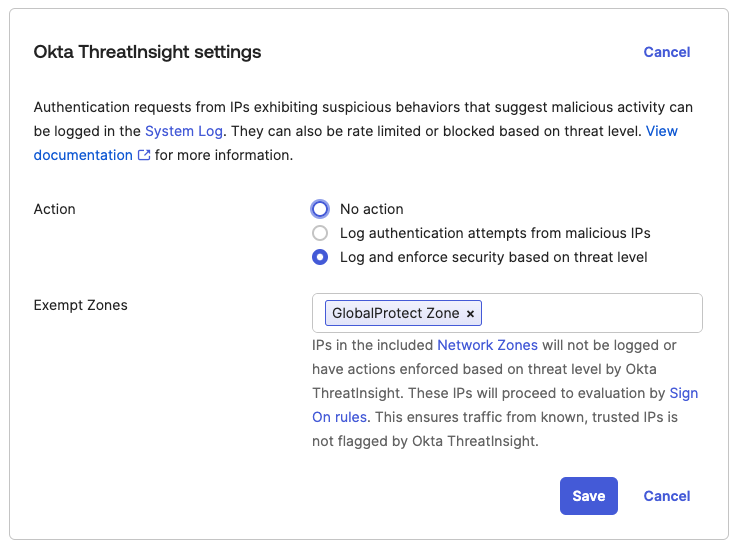 Okta ThreatInsight settings
Cancel
Authentication requests from IPs exhibiting suspicious behaviors that suggest malicious activity can
be logged in the System Log. They can also be rate limited or blocked based on threat level. View
documentation for more information.
Action
No action
Log authentication attempts from malicious IPs
Log and enforce security based on threat level
Exempt Zones
GlobalProtect Zone ×
IPs in the included Network Zones will not be logged or
have actions enforced based on threat level by Okta
ThreatInsight. These IPs will proceed to evaluation by Sign
On rules. This ensures traffic from known, trusted IPs is
not flagged by Okta ThreatInsight.
Save
Cancel